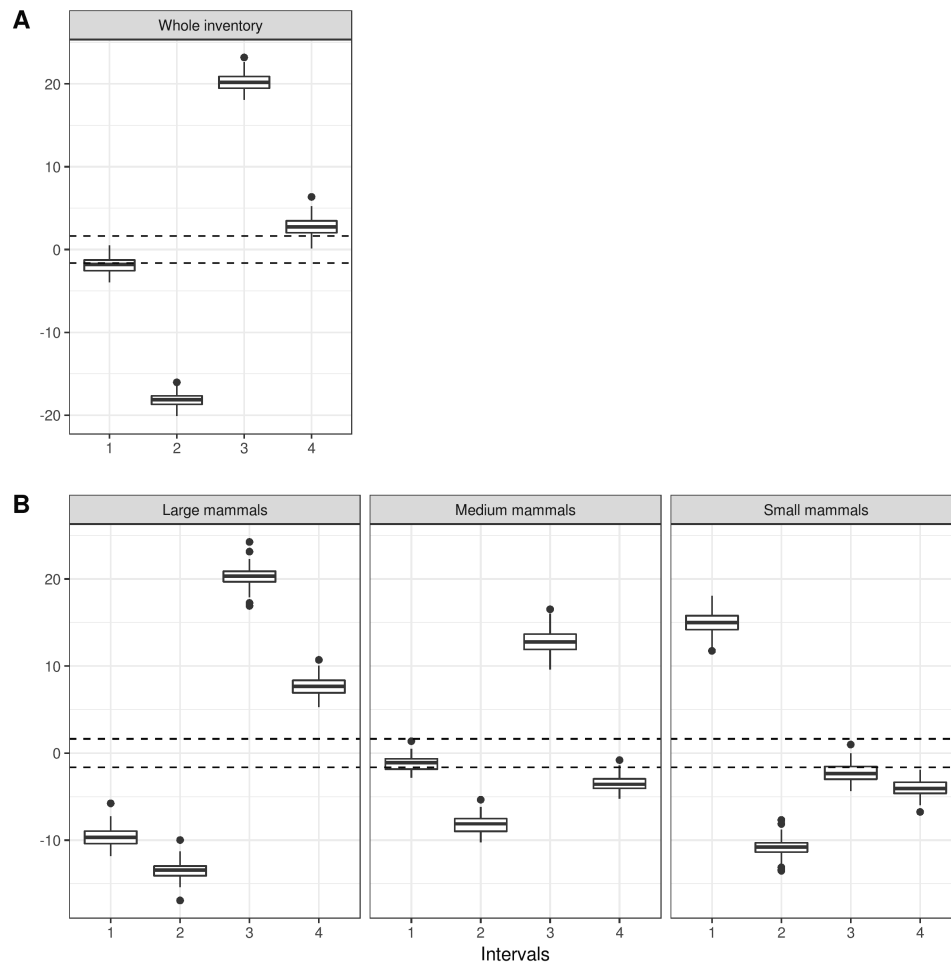 A
Whole inventory
20
10
0
-10
-20
1 2 3 4
B
Large mammals Medium mammals Small mammals
20
10
0
-10
1 2 3 4 1 2 3 4 1 2 3 4
Intervals